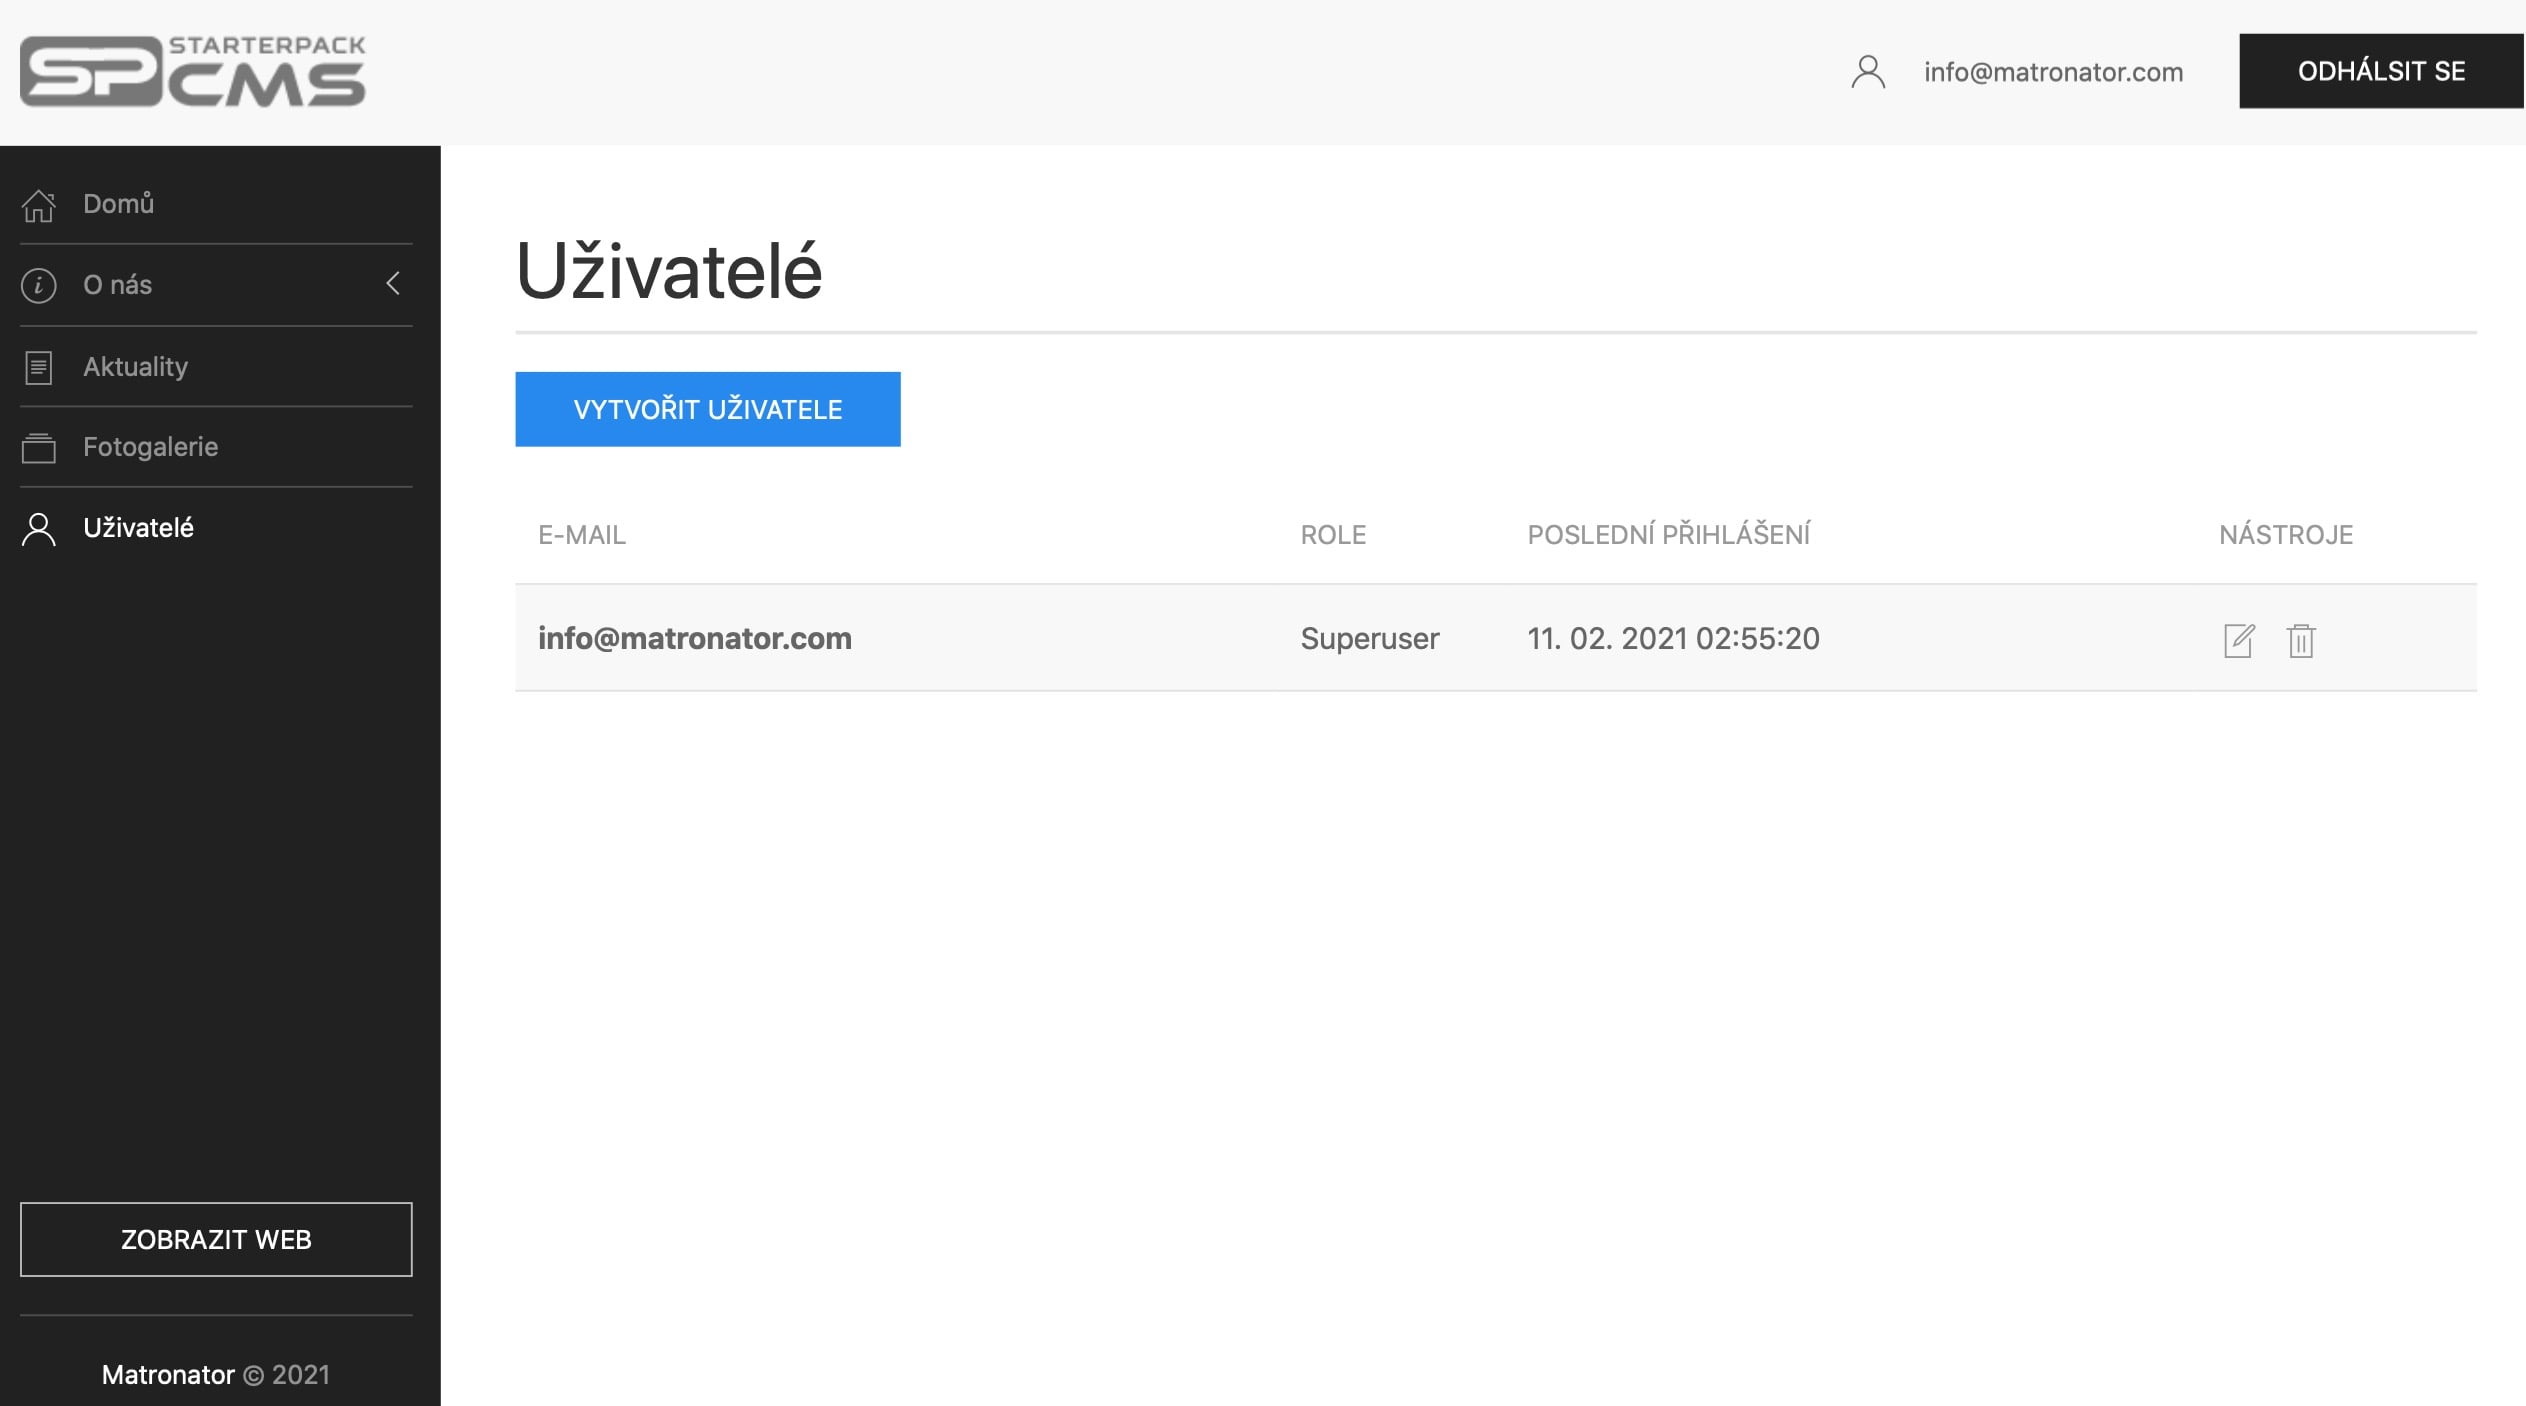 SP STARTERPACK CMS
info@matronator.com
ODHÁLSIT SE
Domů
O nás
Aktuality
Fotogalerie
Uživatelé
ZOBRAZIT WEB
Matronator © 2021
Uživatelé
VYTVOŘIT UŽIVATELE
E-MAIL ROLE POSLEDNÍ PŘIHLÁŠENÍ NÁSTROJE
info@matronator.com Superuser 11. 02. 2021 02:55:20